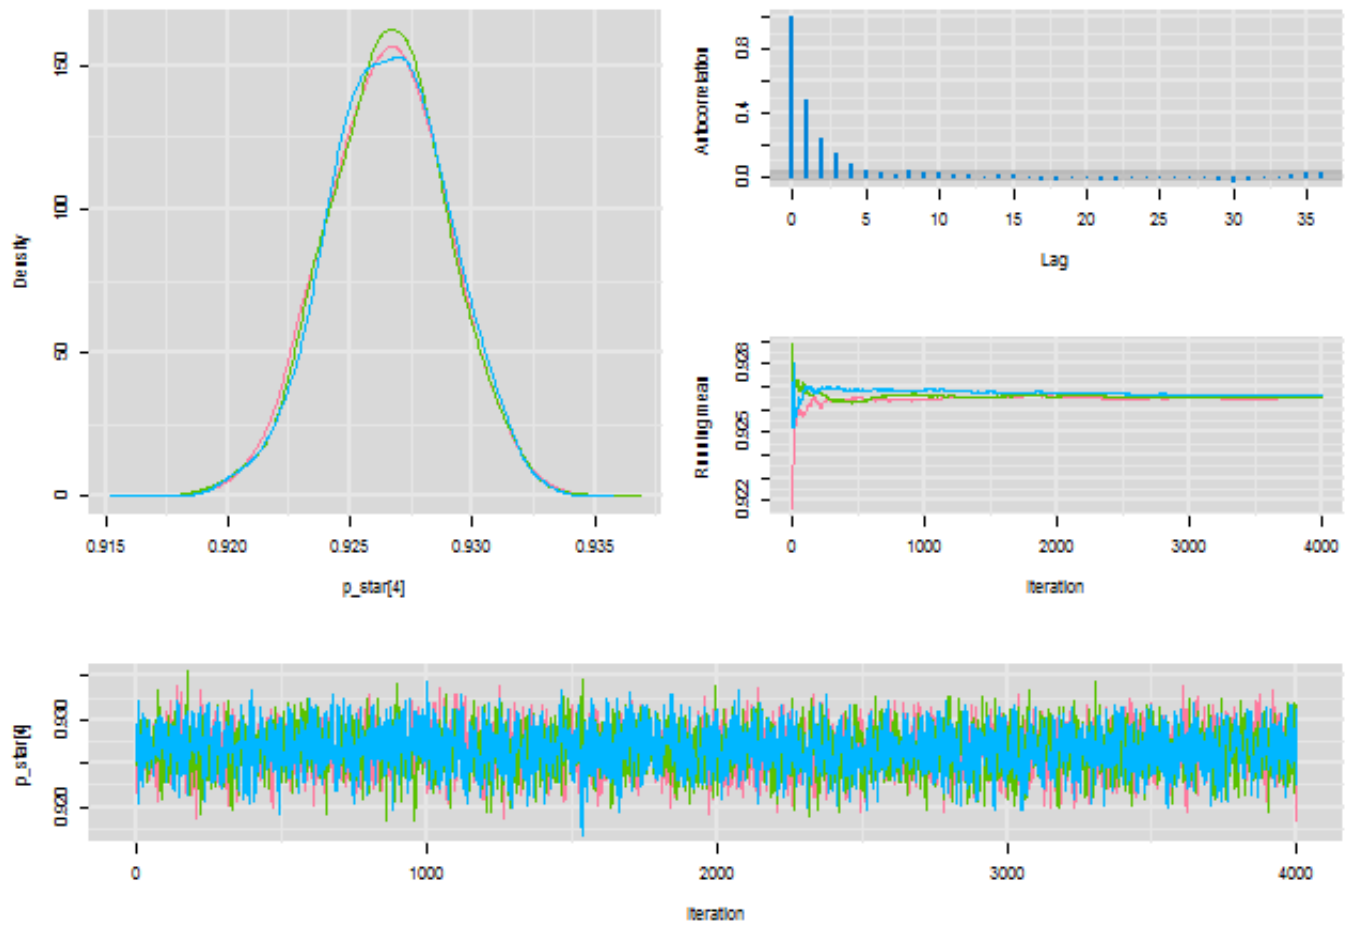 Density
150
100
50
0
0.915 0.920 0.925 0.930 0.935
p_star[4]
Autocorrelation
0.8
0.4
0.0
0 5 10 15 20 25 30 35
Lag
Running mean
0.928
0.925
0.922
0 1000 2000 3000 4000
Iteration
p_star[4]
0.930
0.920
0 1000 2000 3000 4000
Iteration